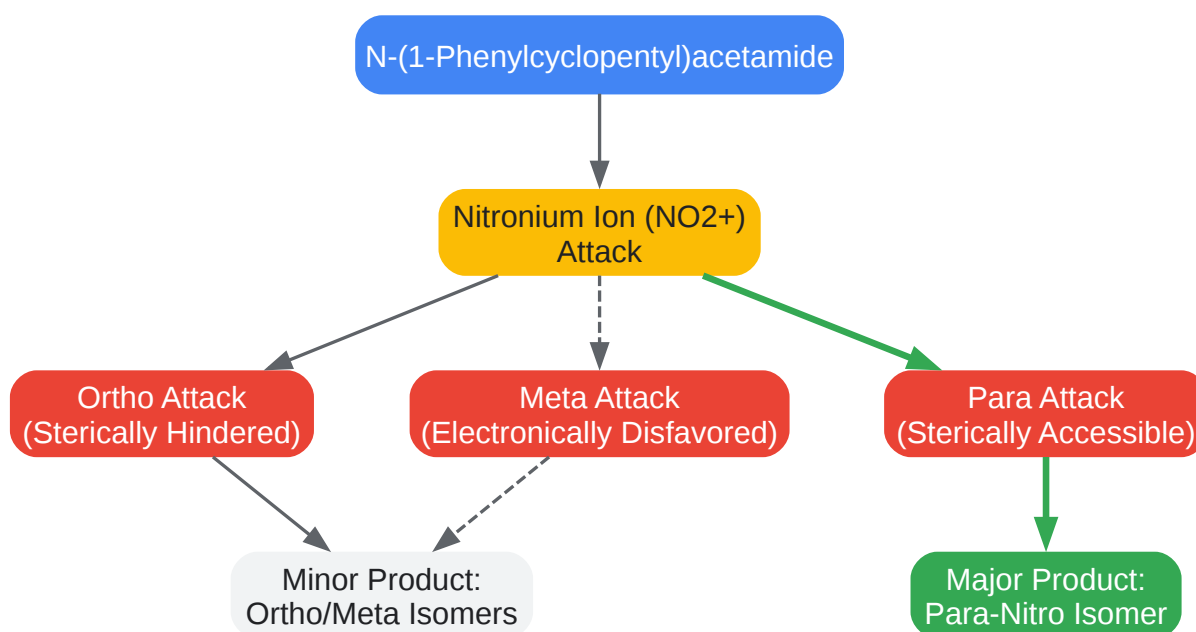 N-(1-Phenylcyclopentyl)acetamide
Nitronium Ion (NO2+)
Attack
Ortho Attack
(Sterically Hindered)
Meta Attack
(Electronically Disfavored)
Para Attack
(Sterically Accessible)
Minor Product:
Ortho/Meta Isomers
Major Product:
Para-Nitro Isomer